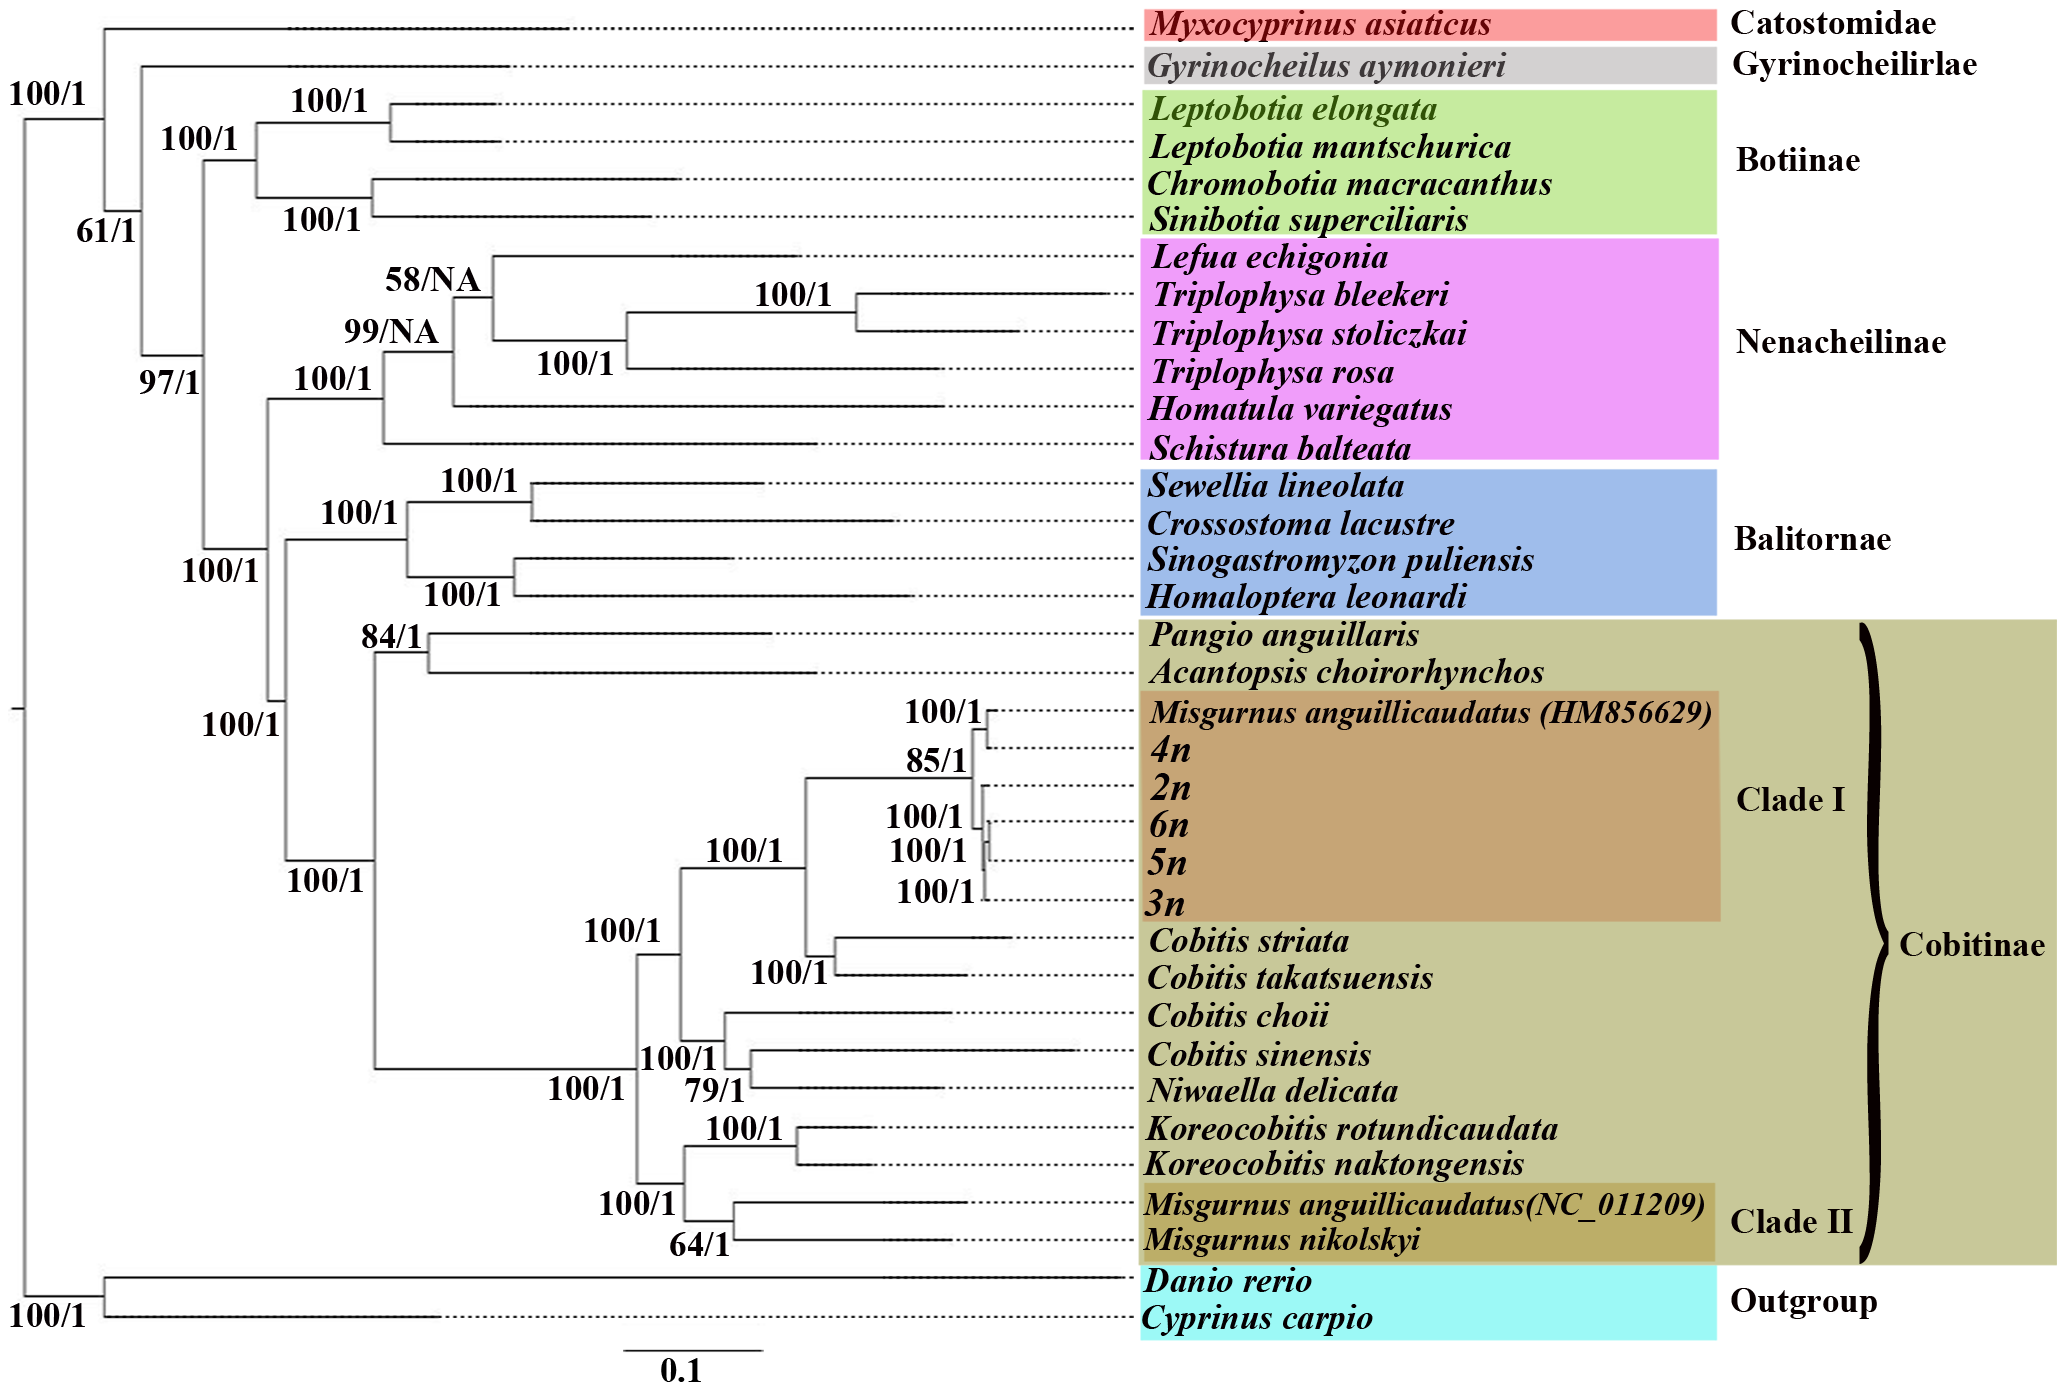 Myxocyprinus asiaticus
Catostomidae
Gyrinocheilus aymonieri
Gyrinocheilirlae
100/1
100/1
Leptobotia elongata
100/1
Leptobotia mantschurica
Botiinae
Chromobotia macracanthus
100/1
Sinibotia superciliaris
61/1
Lefua echigonia
58/NA
100/1
Triplophysa bleekeri
99/NA
Triplophysa stoliczkai
Nenacheilinae
100/1
Triplophysa rosa
97/1
100/1
Homatula variegatus
Schistura balteata
100/1
Sewellia lineolata
100/1
Crossostoma lacustre
Balitornae
Sinogastromyzon puliensis
100/1
100/1
Homaloptera leonardi
84/1
Pangio anguillaris
Acantopsis choirorhynchos
100/1
100/1
Misgurnus anguillicaudatus (HM856629)
4n
85/1
2n
Clade I
100/1
6n
100/1
100/1
5n
100/1
100/1
3n
100/1
Cobitis striata
Cobitinae
100/1
Cobitis takatsuensis
Cobitis choii
100/1
Cobitis sinensis
100/1
79/1
Niwaella delicata
100/1
Koreocobitis rotundicaudata
Koreocobitis naktongensis
100/1
Misgurnus anguillicaudatus(NC_011209)
Clade II
64/1
Misgurnus nikolskyi
Danio rerio
Outgroup
100/1
Cyprinus carpio
0.1